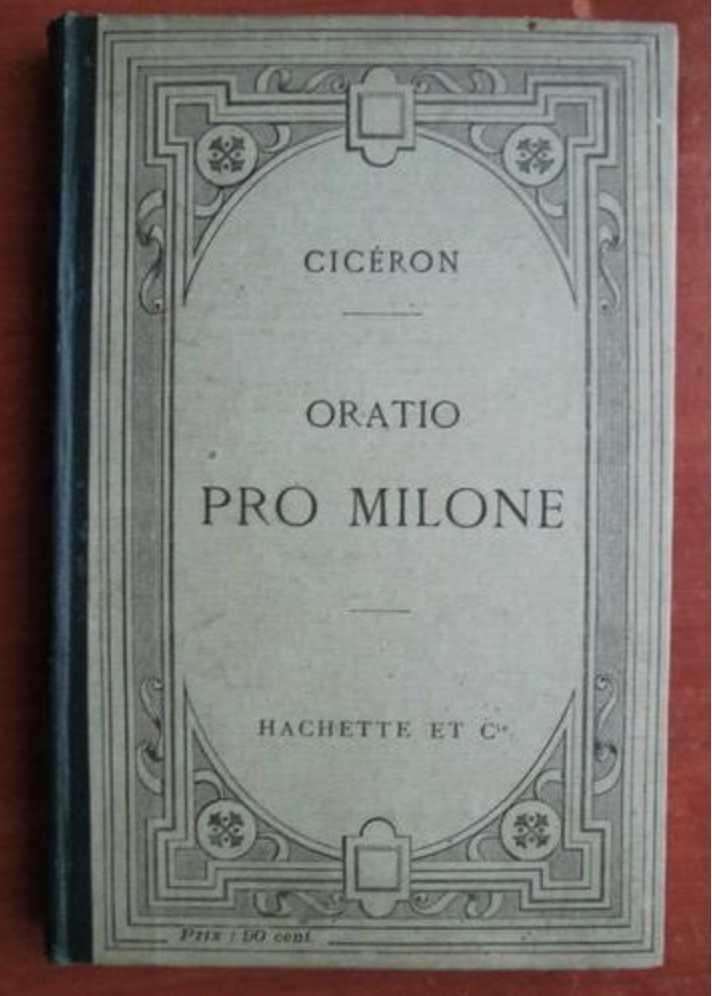 CICÉRON
ORATIO
PRO MILONE
HACHETTE ET Cie
Prix : 90 cent.